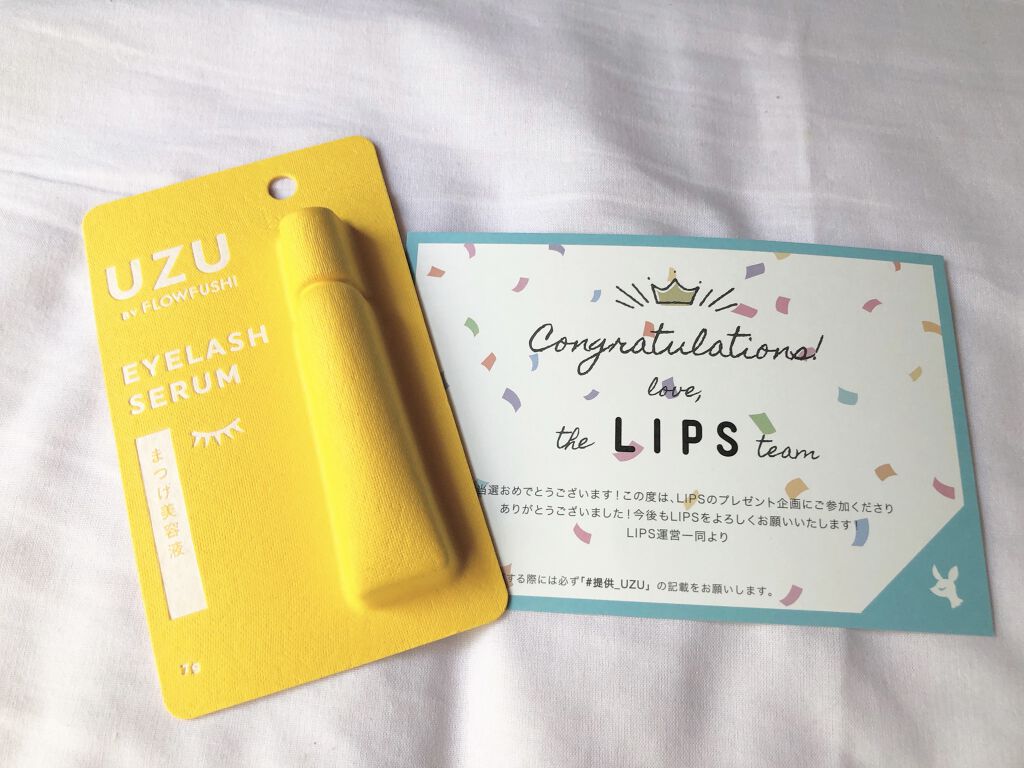 UZU
BY FLOWFUSHI
EYELASH
SERUM
まつげ美容液
7g
Congratulations!
love,
the LIPS team
当選おめでとうございます！この度は、LIPSのプレゼント企画にご参加くださり
ありがとうございました！今後もLIPSをよろしくお願いいたします！
LIPS運営一同より
する際には必ず「#提供_UZU」の記載をお願いします。